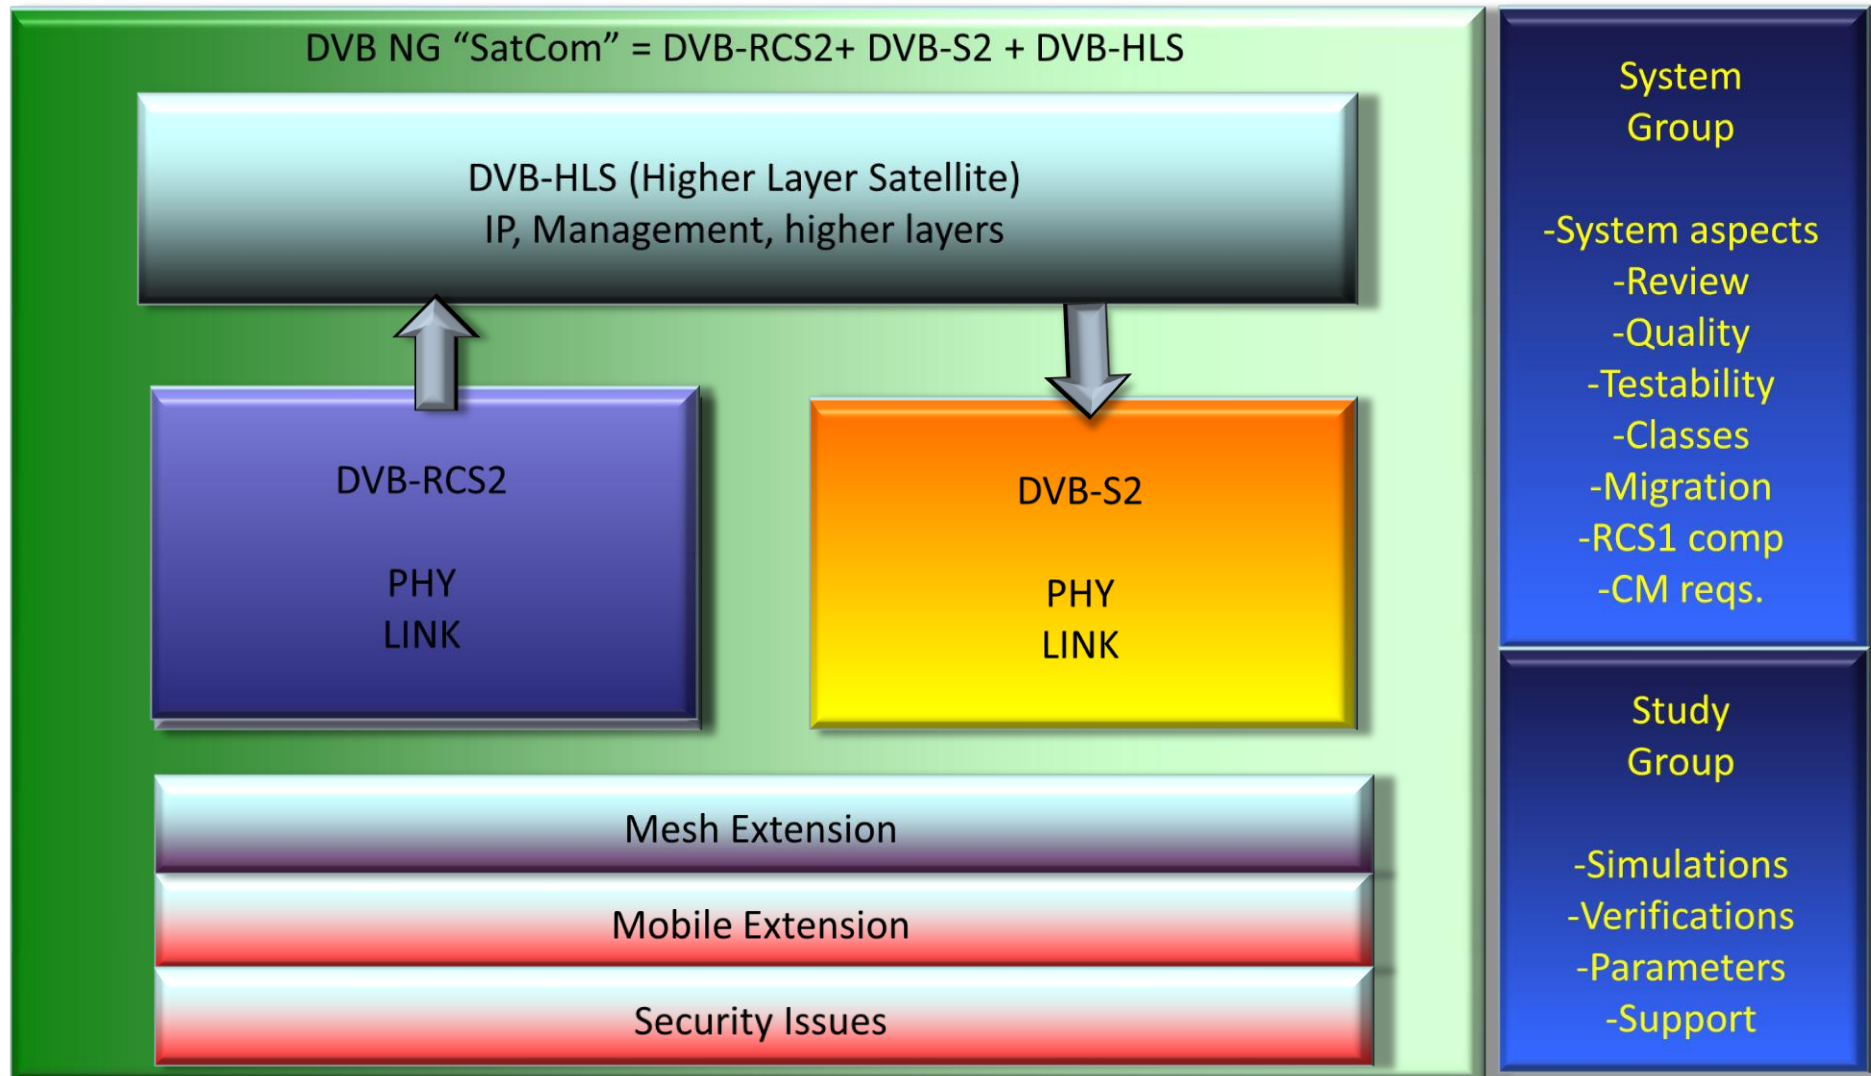 DVB NG “SatCom” = DVB-RCS2+ DVB-S2 + DVB-HLS
DVB-HLS (Higher Layer Satellite)
IP, Management, higher layers
DVB-RCS2
PHY
LINK
DVB-S2
PHY
LINK
Mesh Extension
Mobile Extension
Security Issues
System
Group
-System aspects
-Review
-Quality
-Testability
-Classes
-Migration
-RCS1 comp
-CM reqs.
Study
Group
-Simulations
-Verifications
-Parameters
-Support